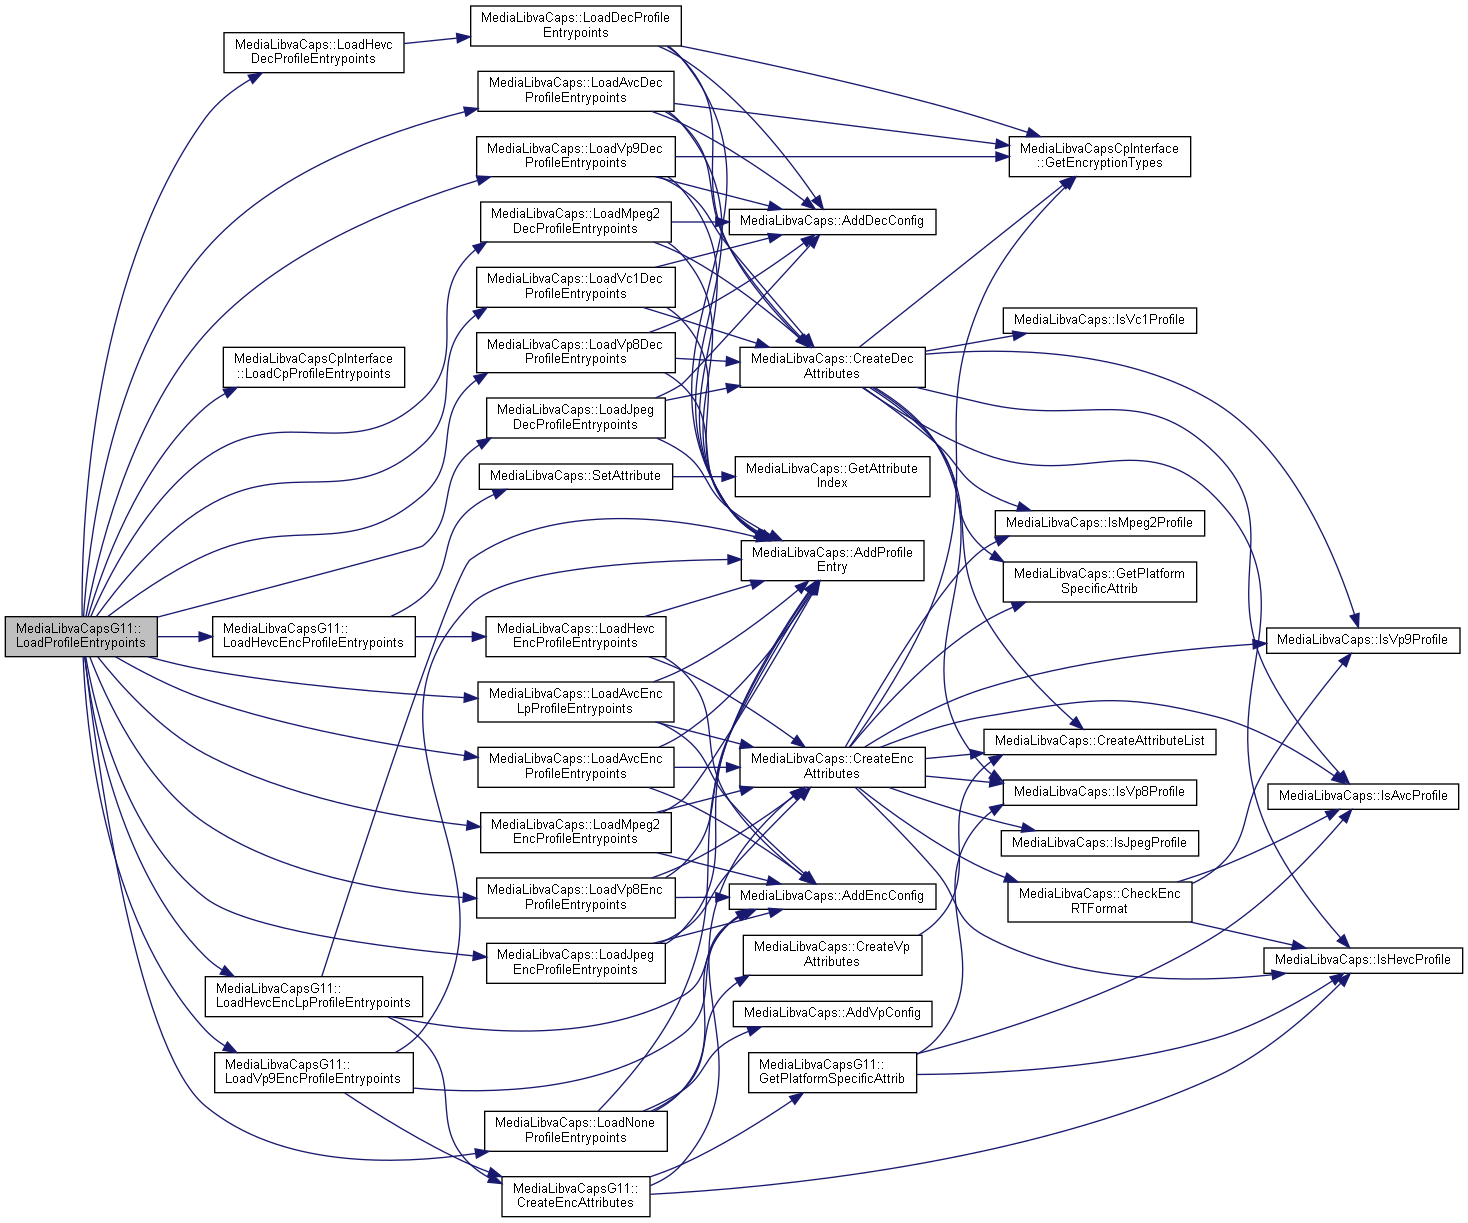 MediaLibvaCapsG11::
LoadProfileEntrypoints
MediaLibvaCaps::LoadHevc
DecProfileEntrypoints
MediaLibvaCapsCpInterface
::LoadCpProfileEntrypoints
MediaLibvaCapsG11::
LoadHevcEncProfileEntrypoints
MediaLibvaCapsG11::
LoadHevcEncLpProfileEntrypoints
MediaLibvaCapsG11::
LoadVp9EncProfileEntrypoints
MediaLibvaCaps::LoadDecProfile
Entrypoints
MediaLibvaCaps::LoadAvcDec
ProfileEntrypoints
MediaLibvaCaps::LoadVp9Dec
ProfileEntrypoints
MediaLibvaCaps::LoadMpeg2
DecProfileEntrypoints
MediaLibvaCaps::LoadVc1Dec
ProfileEntrypoints
MediaLibvaCaps::LoadVp8Dec
ProfileEntrypoints
MediaLibvaCaps::LoadJpeg
DecProfileEntrypoints
MediaLibvaCaps::SetAttribute
MediaLibvaCaps::LoadHevc
EncProfileEntrypoints
MediaLibvaCaps::LoadAvcEnc
LpProfileEntrypoints
MediaLibvaCaps::LoadAvcEnc
ProfileEntrypoints
MediaLibvaCaps::LoadMpeg2
EncProfileEntrypoints
MediaLibvaCaps::LoadVp8Enc
ProfileEntrypoints
MediaLibvaCaps::LoadJpeg
EncProfileEntrypoints
MediaLibvaCaps::LoadNone
ProfileEntrypoints
MediaLibvaCapsG11::
CreateEncAttributes
MediaLibvaCaps::AddDecConfig
MediaLibvaCaps::CreateDec
Attributes
MediaLibvaCaps::GetAttribute
Index
MediaLibvaCaps::AddProfile
Entry
MediaLibvaCaps::CreateEnc
Attributes
MediaLibvaCaps::AddEncConfig
MediaLibvaCaps::CreateVp
Attributes
MediaLibvaCaps::AddVpConfig
MediaLibvaCapsG11::
GetPlatformSpecificAttrib
MediaLibvaCapsCpInterface
::GetEncryptionTypes
MediaLibvaCaps::IsVc1Profile
MediaLibvaCaps::IsMpeg2Profile
MediaLibvaCaps::GetPlatform
SpecificAttrib
MediaLibvaCaps::CreateAttributeList
MediaLibvaCaps::IsVp8Profile
MediaLibvaCaps::IsJpegProfile
MediaLibvaCaps::CheckEnc
RTFormat
MediaLibvaCaps::IsVp9Profile
MediaLibvaCaps::IsAvcProfile
MediaLibvaCaps::IsHevcProfile